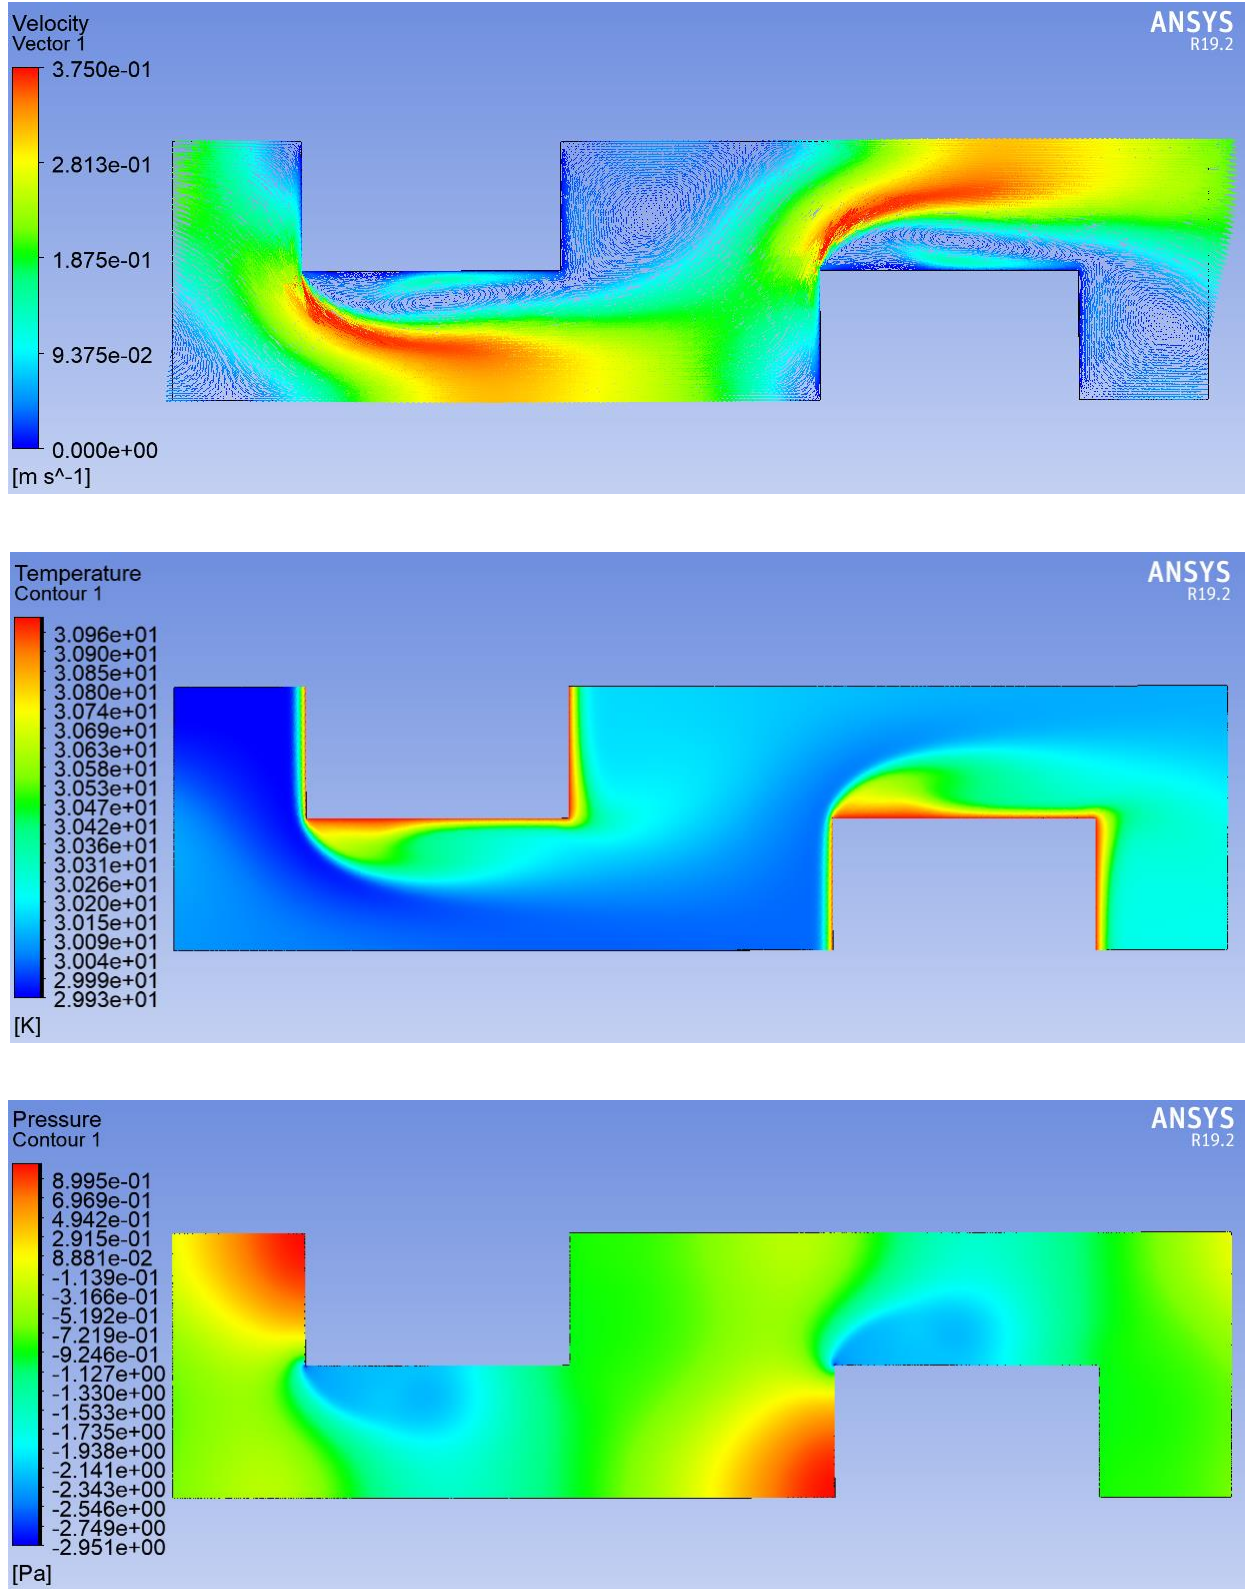 Velocity
Vector 1
ANSYS
R19.2
3.750e-01
2.813e-01
1.875e-01
9.375e-02
0.000e+00
[m s^-1]
Temperature
Contour 1
ANSYS
R19.2
3.096e+01
3.090e+01
3.085e+01
3.080e+01
3.074e+01
3.069e+01
3.063e+01
3.058e+01
3.053e+01
3.047e+01
3.042e+01
3.036e+01
3.031e+01
3.026e+01
3.020e+01
3.015e+01
3.009e+01
3.004e+01
2.999e+01
2.993e+01
[K]
Pressure
Contour 1
ANSYS
R19.2
8.995e-01
6.969e-01
4.942e-01
2.915e-01
8.881e-02
-1.139e-01
-3.166e-01
-5.192e-01
-7.219e-01
-9.246e-01
-1.127e+00
-1.330e+00
-1.533e+00
-1.735e+00
-1.938e+00
-2.141e+00
-2.343e+00
-2.546e+00
-2.749e+00
-2.951e+00
[Pa]